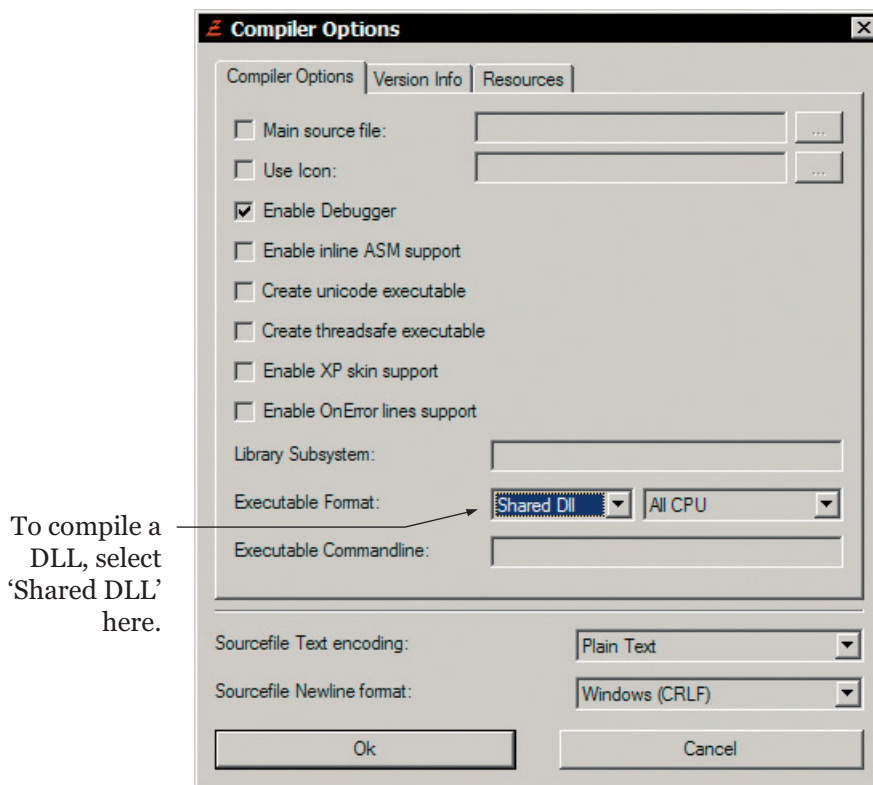 Compiler Options
Compiler Options
Version Info
Resources
Main source file:
...
Use Icon:
...
Enable Debugger
Enable inline ASM support
Create unicode executable
Create threadsafe executable
Enable XP skin support
Enable OnError lines support
Library Subsystem:
Executable Format:
Shared Dll
All CPU
Executable Commandline:
To compile a
DLL, select
‘Shared DLL’
here.
Sourcefile Text encoding:
Plain Text
Sourcefile Newline format:
Windows (CRLF)
Ok
Cancel